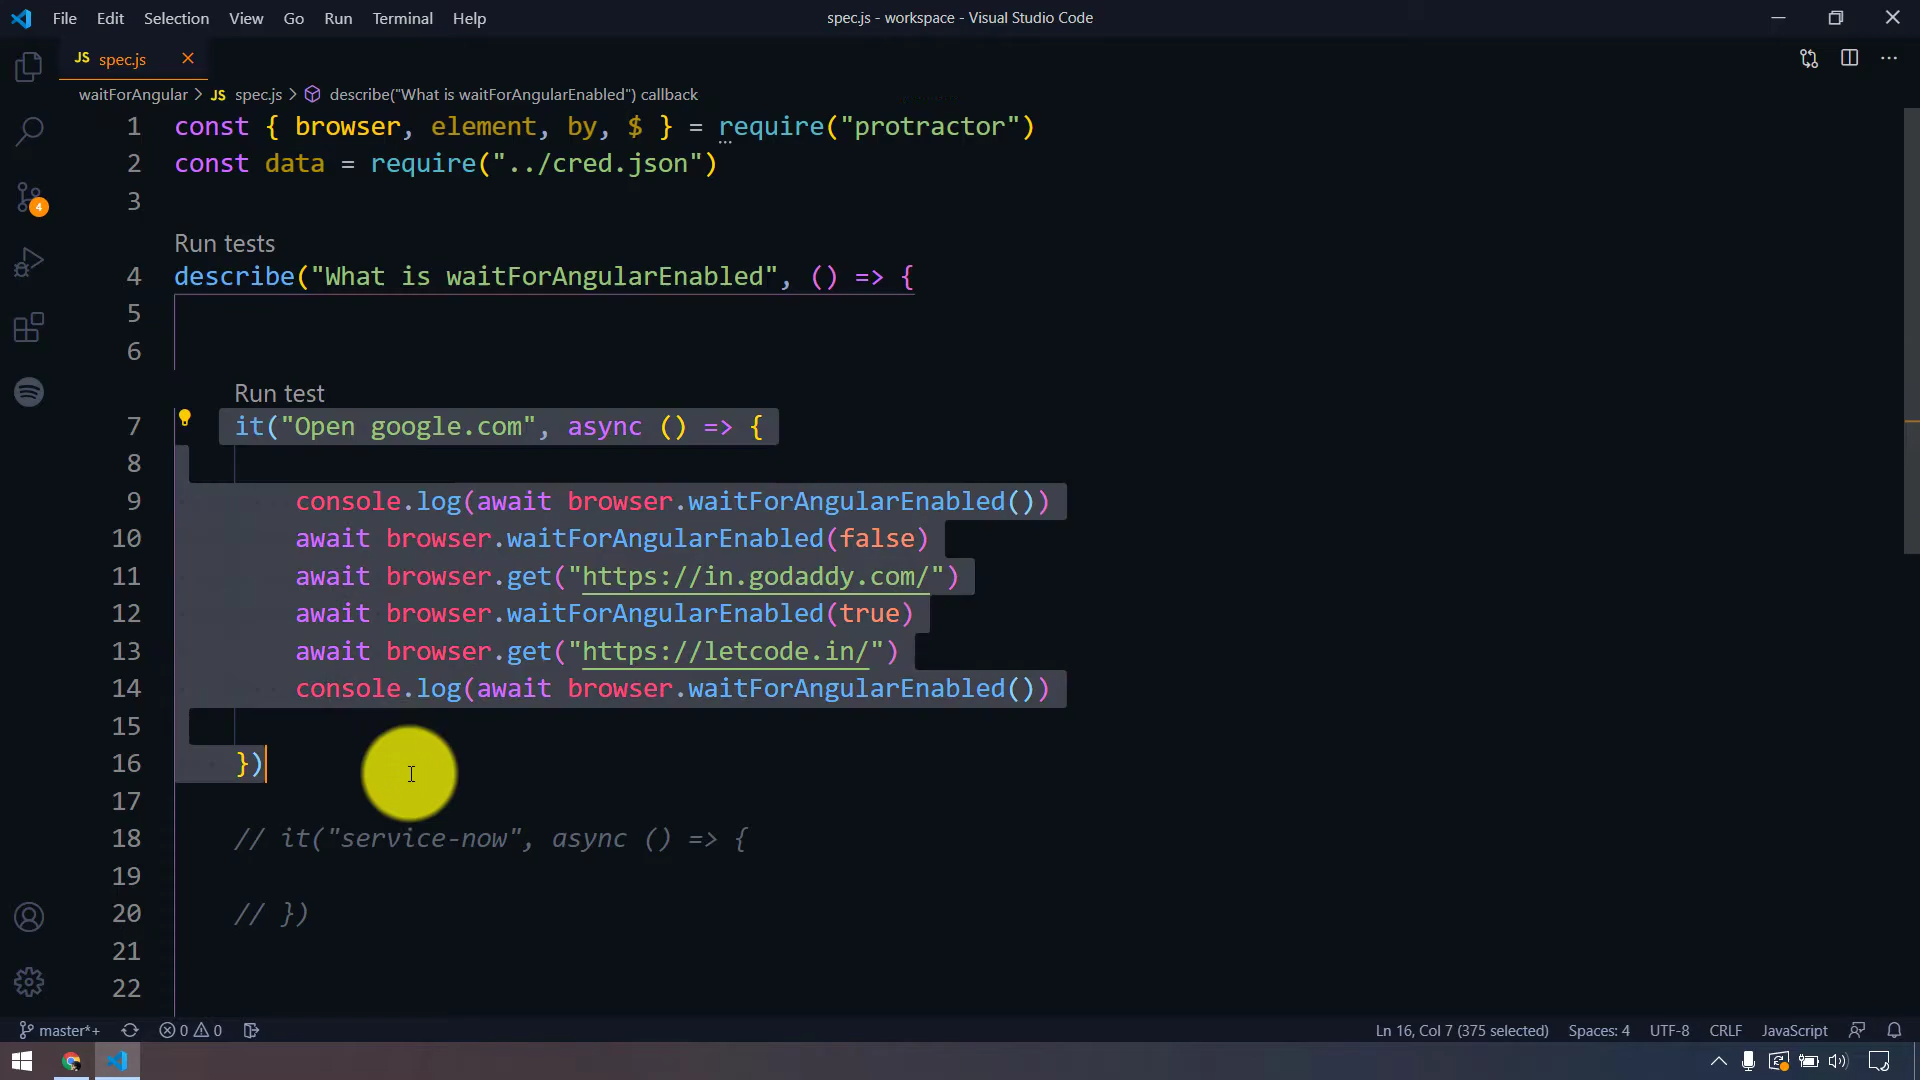 File Edit Selection View Go Run Terminal Help
spec.js - workspace - Visual Studio Code
JS spec.js
waitForAngular > JS spec.js > describe("What is waitForAngularEnabled") callback
1 const { browser, element, by, $ } = require("protractor")
2 const data = require("../cred.json")
3
Run tests
4 describe("What is waitForAngularEnabled", () => {
5
6
Run test
7 it("Open google.com", async () => {
8
9 console.log(await browser.waitForAngularEnabled())
10 await browser.waitForAngularEnabled(false)
11 await browser.get("https://in.godaddy.com/")
12 await browser.waitForAngularEnabled(true)
13 await browser.get("https://letcode.in/")
14 console.log(await browser.waitForAngularEnabled())
15
16 })
17
18 // it("service-now", async () => {
19
20 // })
21
22
4
master*+ 0 0
Ln 16, Col 7 (375 selected) Spaces: 4 UTF-8 CRLF JavaScript